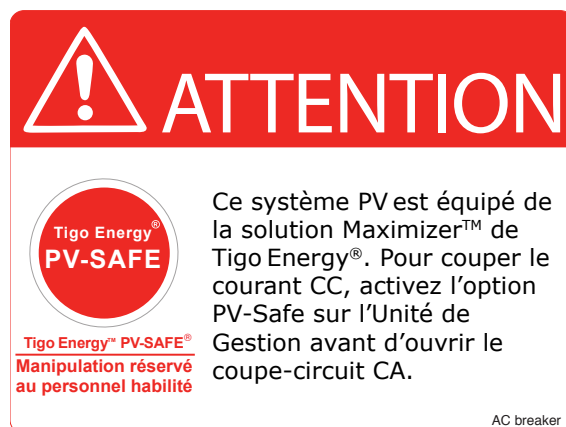 ATTENTION
Tigo Energy®
PV-SAFE
Tigo Energy™ PV-SAFE®
Manipulation réservé
au personnel habilité
Ce système PV est équipé de
la solution Maximizer™ de
Tigo Energy®. Pour couper le
courant CC, activez l’option
PV-Safe sur l’Unité de
Gestion avant d’ouvrir le
coupe-circuit CA.
AC breaker